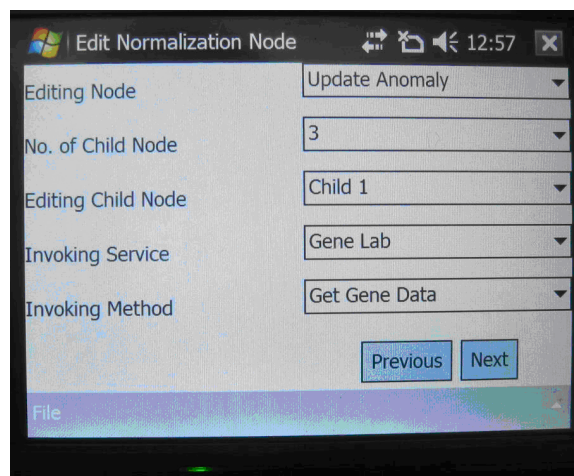 Edit Normalization Node 12:57
Editing Node Update Anomaly
No. of Child Node 3
Editing Child Node Child 1
Invoking Service Gene Lab
Invoking Method Get Gene Data
Previous Next
File